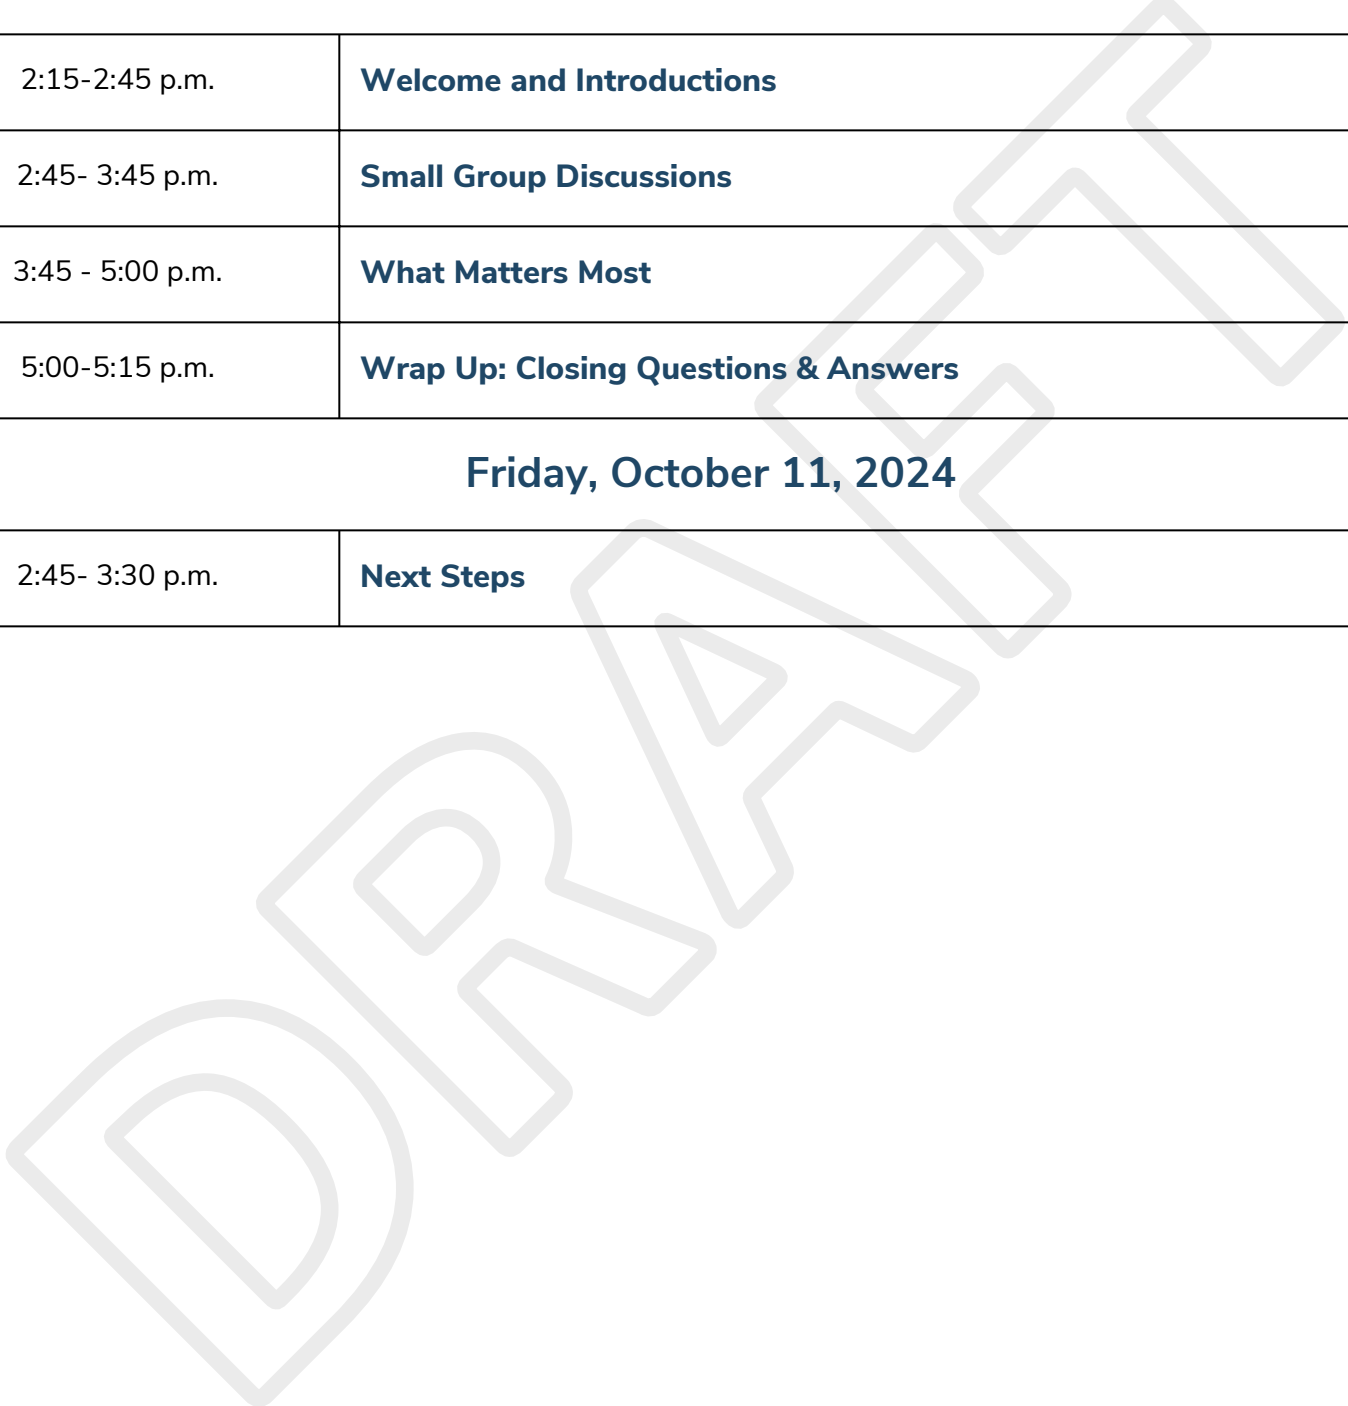 2:15-2:45 p.m. Welcome and Introductions
2:45- 3:45 p.m. Small Group Discussions
3:45 - 5:00 p.m. What Matters Most
5:00-5:15 p.m. Wrap Up: Closing Questions & Answers
Friday, October 11, 2024
2:45- 3:30 p.m. Next Steps
DRAFT